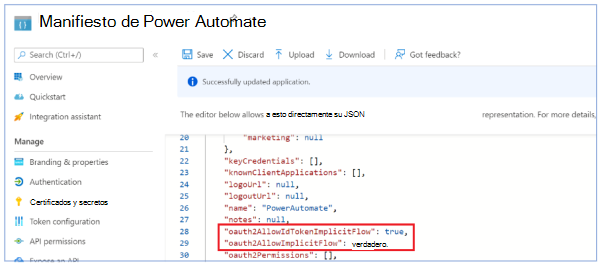 Manifiesto de Power Automate
Search (Ctrl+/)
«
Save
Discard
Upload
Download
Got feedback?
Overview
Quickstart
Integration assistant
Manage
Branding & properties
Authentication
Certificados y secretos
Token configuration
API permissions
Expose an API
Successfully updated application.
The editor below allows a esto directamente su JSON representation. For more details,
20 "marketing": null
21 },
22 "keyCredentials": [],
23 "knownClientApplications": [],
24 "logoUrl": null,
25 "logoutUrl": null,
26 "name": "PowerAutomate",
27 "notes": null,
28 "oauth2AllowIdTokenImplicitFlow": true,
29 "oauth2AllowImplicitFlow": verdadero.
30 "oauth2Permissions": [],